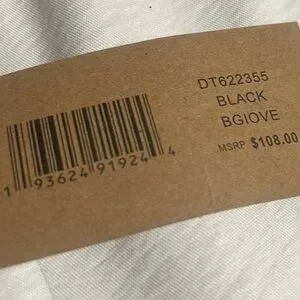 DT622355
BLACK
BGIOVE
MSRP $108.00
1 93624 91924 4